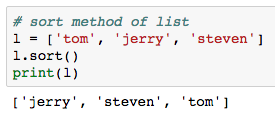 # sort method of list
l = ['tom', 'jerry', 'steven']
l.sort()
print(l)
['jerry', 'steven', 'tom']